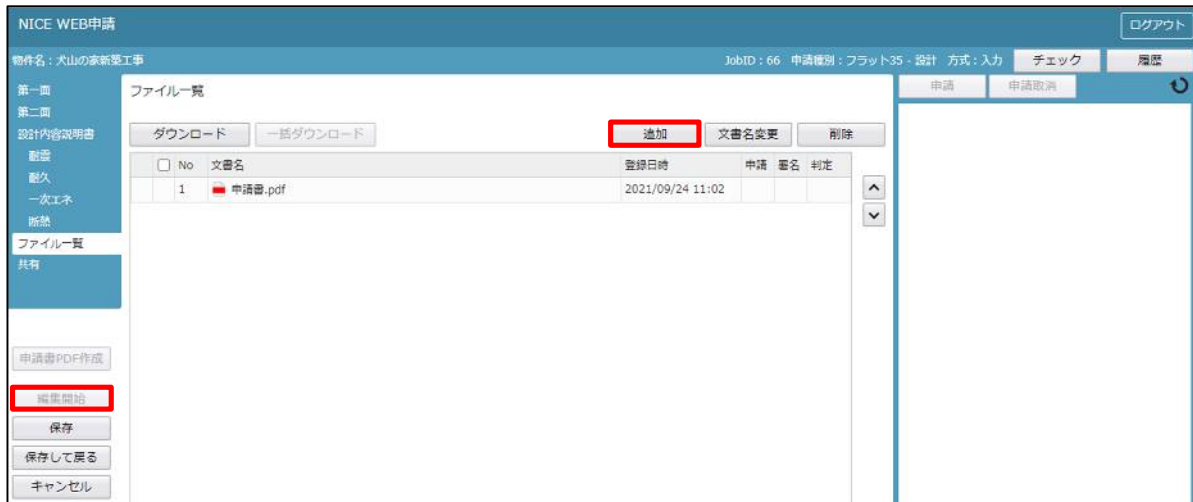 NICE WEB申請
ログアウト
物件名：犬山の家新築工事
JobID：66 申請種別：フラット35 - 設計 方式：入力
チェック
履歴
第一面
第二面
設計内容説明書
耐震
耐久
一次エネ
断熱
ファイル一覧
共有
申請書PDF作成
編集開始
保存
保存して戻る
キャンセル
ファイル一覧
ダウンロード
一括ダウンロード
追加
文書名変更
削除
No 文書名 登録日時 申請 署名 判定
1 申請書.pdf 2021/09/24 11:02
申請
申請取消